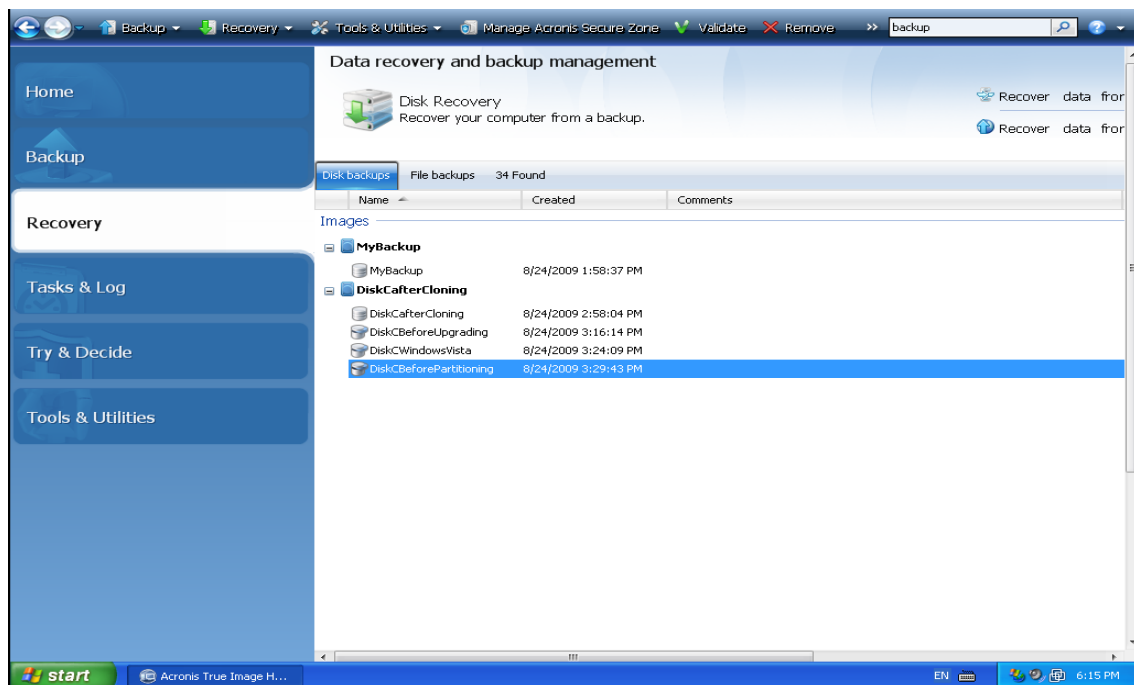 Backup Recovery Tools & Utilities Manage Acronis Secure Zone Validate Remove >> backup
Home
Backup
Recovery
Tasks & Log
Try & Decide
Tools & Utilities
Data recovery and backup management
Disk Recovery
Recover your computer from a backup.
Recover data fror
Recover data fror
Disk backups File backups 34 Found
Name Created Comments
Images
MyBackup
MyBackup 8/24/2009 1:58:37 PM
DiskCafterCloning
DiskCafterCloning 8/24/2009 2:58:04 PM
DiskCBeforeUpgrading 8/24/2009 3:16:14 PM
DiskCWindowsVista 8/24/2009 3:24:09 PM
DiskCBeforePartitioning 8/24/2009 3:29:43 PM
start Acronis True Image H... EN 6:15 PM